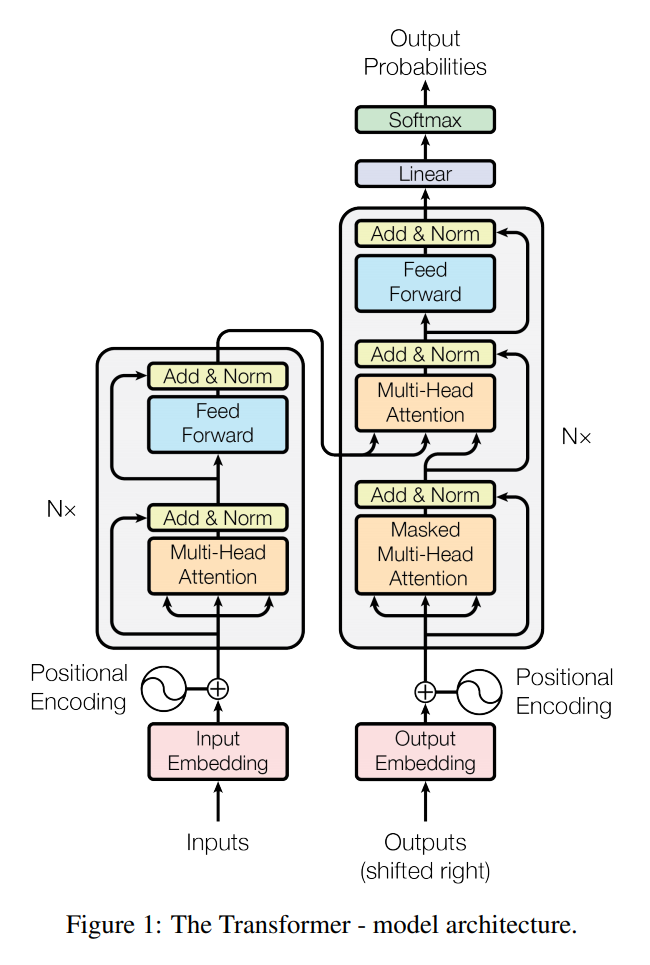 Output
Probabilities
Softmax
Linear
Add & Norm
Feed
Forward
Add & Norm
Multi-Head
Attention
Add & Norm
Masked
Multi-Head
Attention
N×
Add & Norm
Feed
Forward
Add & Norm
Multi-Head
Attention
N×
Positional
Encoding
Positional
Encoding
Input
Embedding
Output
Embedding
Inputs
Outputs
(shifted right)
Figure 1: The Transformer - model architecture.